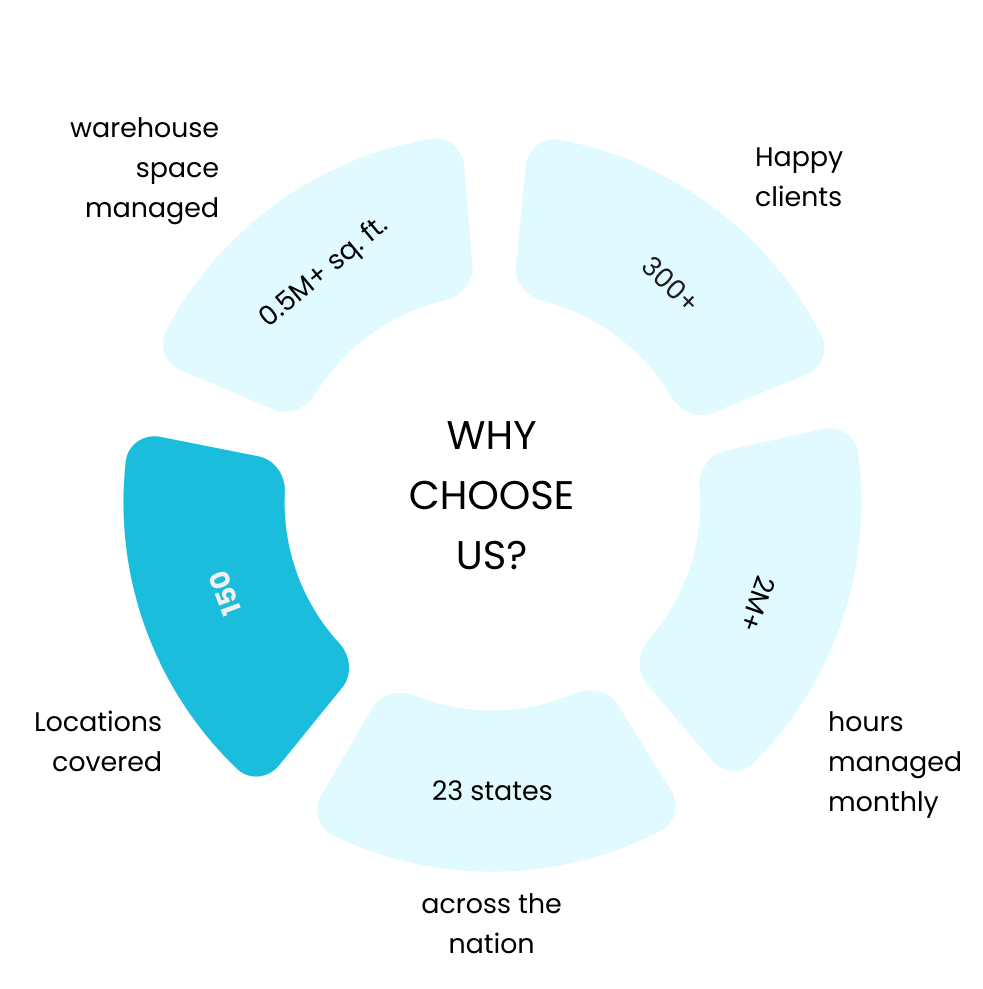 warehouse
space
managed
0.5M+ sq. ft.
Happy
clients
300+
WHY
CHOOSE
US?
150
Locations
covered
2M+
hours
managed
monthly
23 states
across the
nation